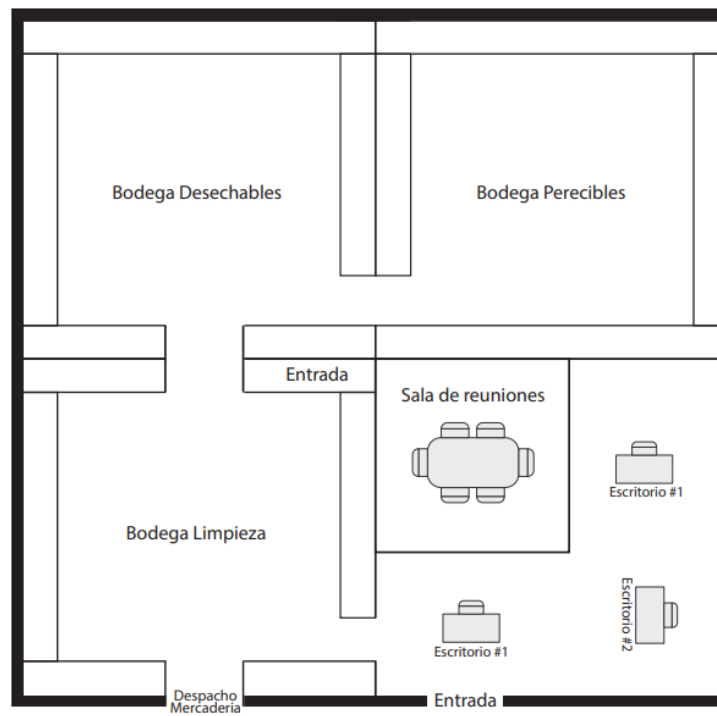 Bodega Desechables
Bodega Perecibles
Entrada
Sala de reuniones
Escritorio #1
Bodega Limpieza
Escritorio #2
Escritorio #1
Despacho
Mercaderia
Entrada